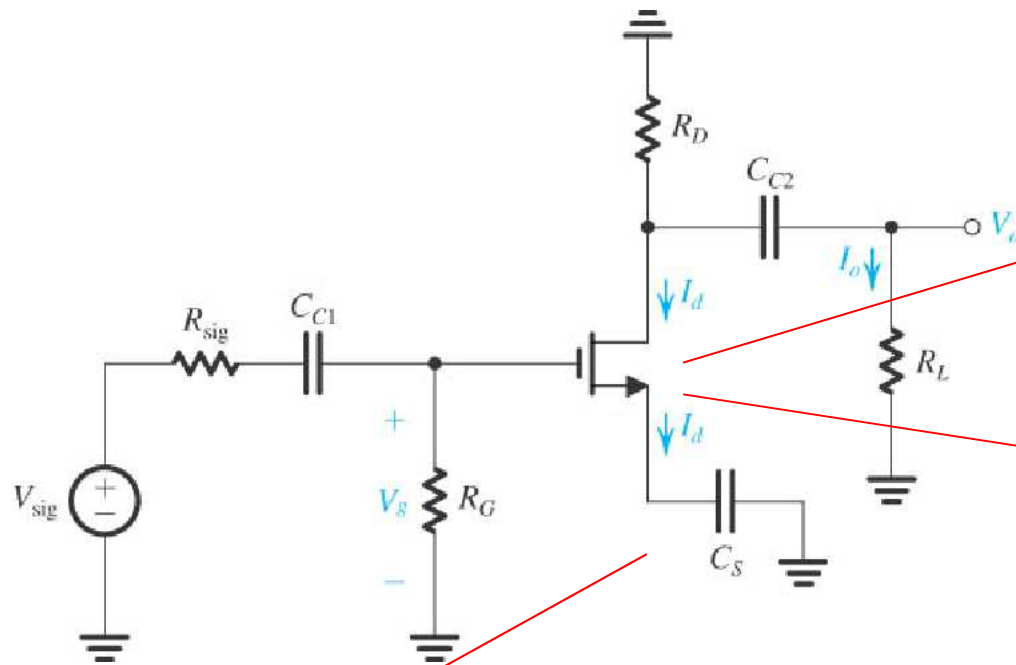 R_D
C_C2
V_o
I_o
I_d
C_C1
R_sig
R_L
+
I_d
V_sig
+
−
V_g
R_G
C_S
−